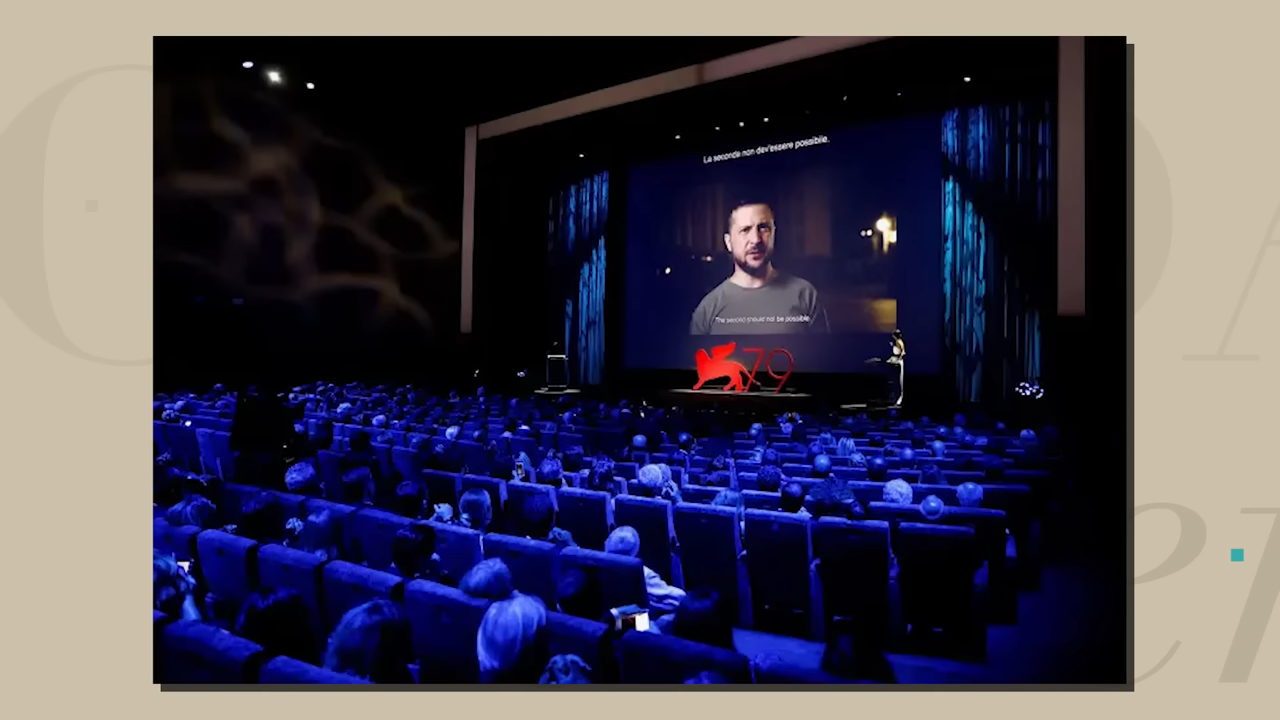 La seconda non dev'essere possibile.
The second should not be possible.
79